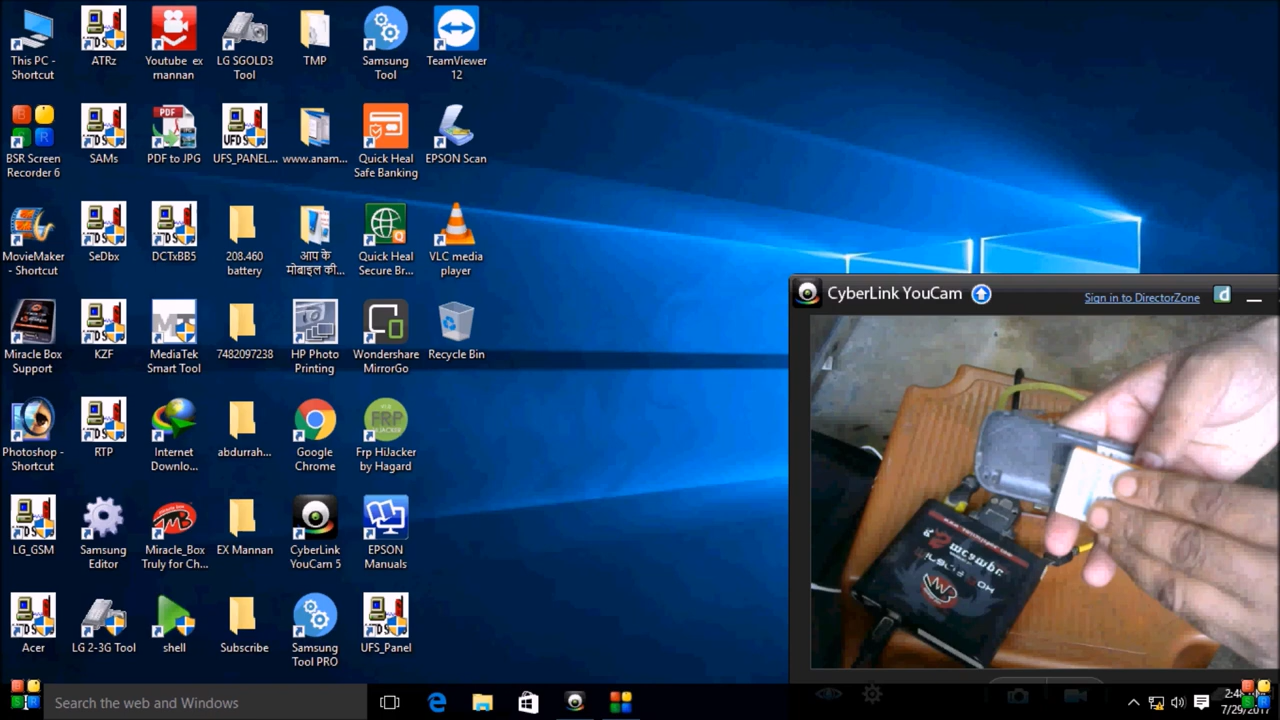 This PC -
Shortcut
ATRz
Youtube ex
mannan
LG SGOLD3
Tool
TMP
Samsung
Tool
TeamViewer
12
BSR Screen
Recorder 6
SAMs
PDF
PDF to JPG
UFS_PANEL...
www.anam...
Quick Heal
Safe Banking
EPSON Scan
MovieMaker
- Shortcut
SeDbx
DCTxBB5
208.460
battery
आप के
मोबाइल की...
Quick Heal
Secure Br...
VLC media
player
Miracle Box
Support
KZF
MediaTek
Smart Tool
7482097238
HP Photo
Printing
Wondershare
MirrorGo
Recycle Bin
Photoshop -
Shortcut
RTP
Internet
Downlo...
abdurrah...
Google
Chrome
FRP
Frp HiJacker
by Hagard
LG_GSM
Samsung
Editor
Miracle_Box
Truly for Ch...
EX Mannan
CyberLink
YouCam 5
EPSON
Manuals
Acer
LG 2-3G Tool
shell
Subscribe
Samsung
Tool PRO
UFS_Panel
CyberLink YouCam
Sign in to DirectorZone
Search the web and Windows
7/29/2017